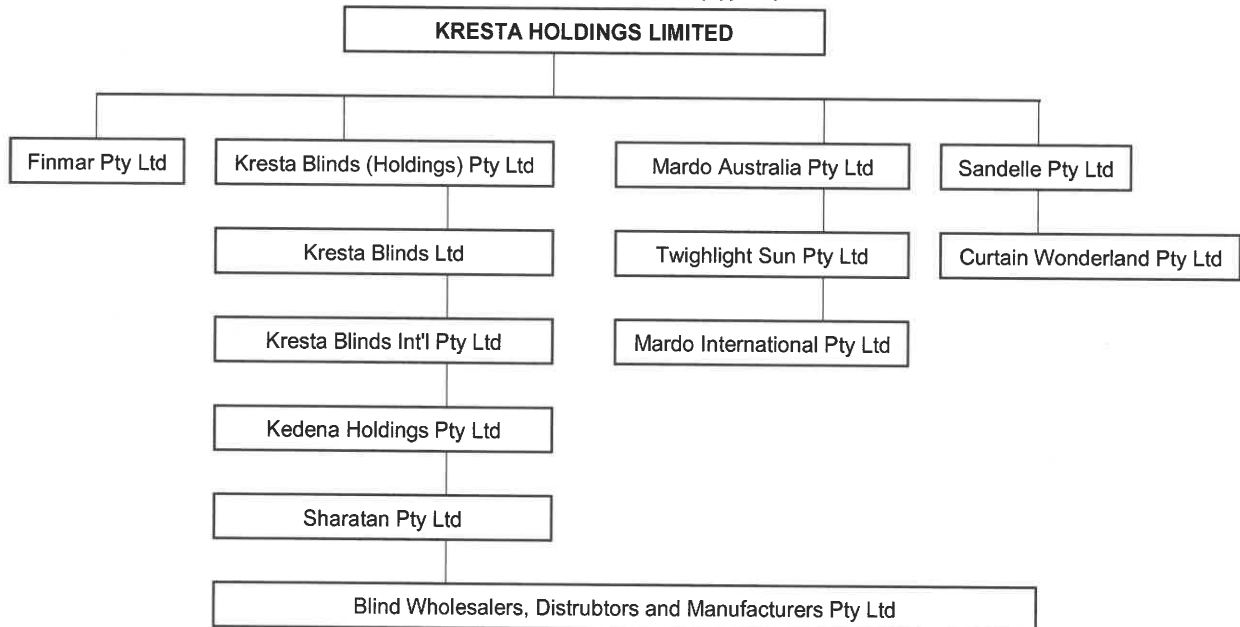 KRESTA HOLDINGS LIMITED
Finmar Pty Ltd
Kresta Blinds (Holdings) Pty Ltd
Mardo Australia Pty Ltd
Sandelle Pty Ltd
Kresta Blinds Ltd
Twighlight Sun Pty Ltd
Curtain Wonderland Pty Ltd
Kresta Blinds Int'l Pty Ltd
Mardo International Pty Ltd
Kedena Holdings Pty Ltd
Sharatan Pty Ltd
Blind Wholesalers, Distrubtors and Manufacturers Pty Ltd